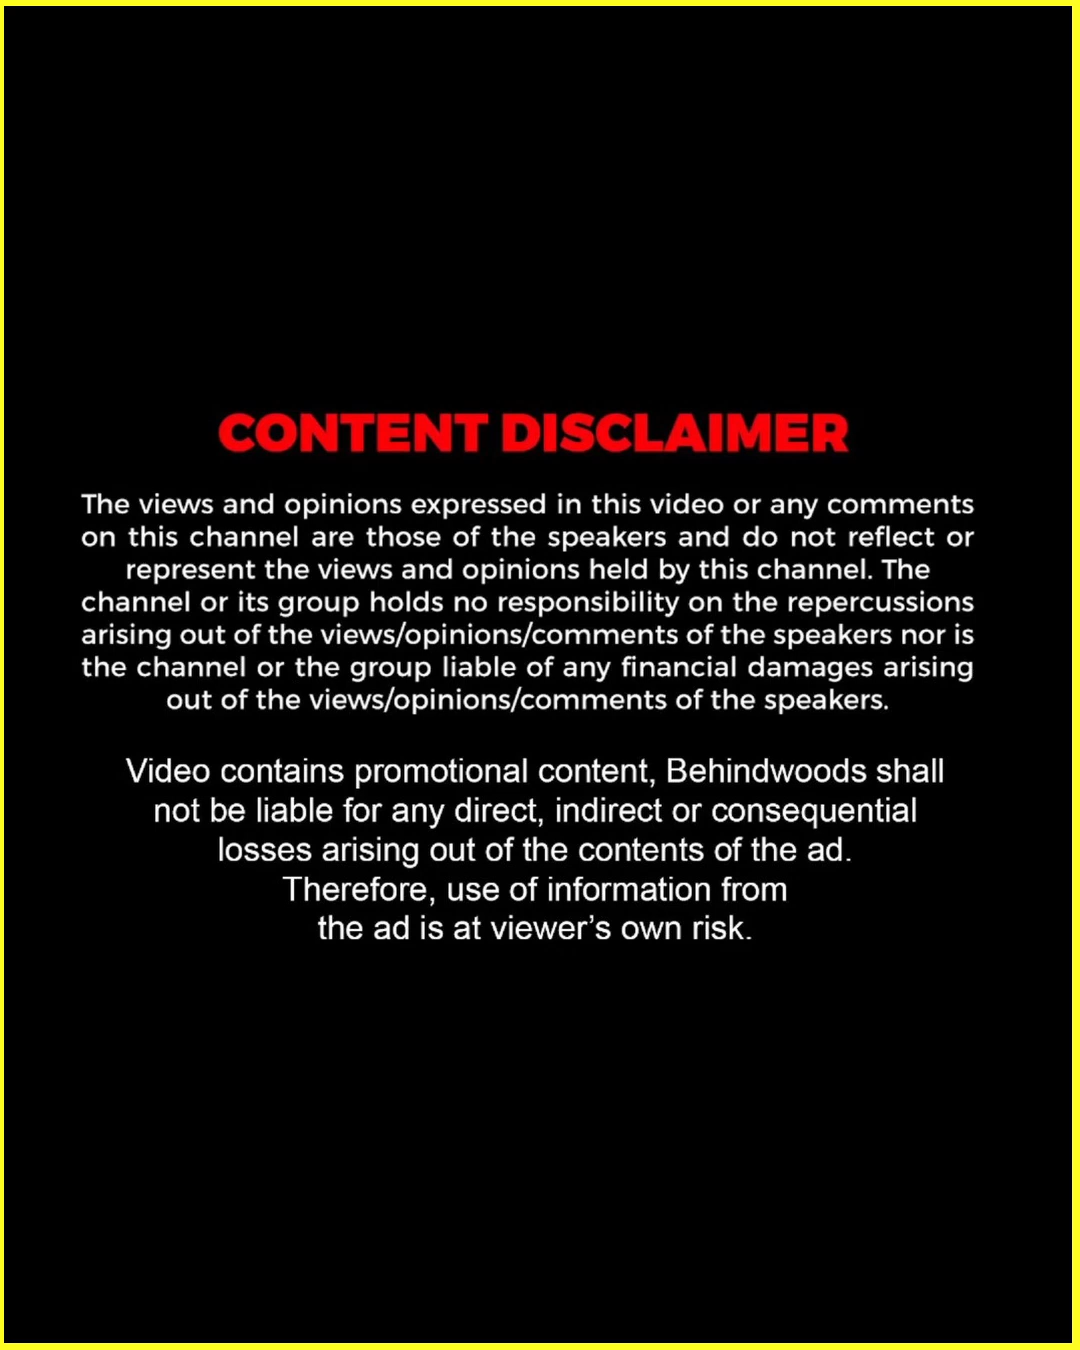 CONTENT DISCLAIMER
The views and opinions expressed in this video or any comments
on this channel are those of the speakers and do not reflect or
represent the views and opinions held by this channel. The
channel or its group holds no responsibility on the repercussions
arising out of the views/opinions/comments of the speakers nor is
the channel or the group liable of any financial damages arising
out of the views/opinions/comments of the speakers.
Video contains promotional content, Behindwoods shall
not be liable for any direct, indirect or consequential
losses arising out of the contents of the ad.
Therefore, use of information from
the ad is at viewer’s own risk.